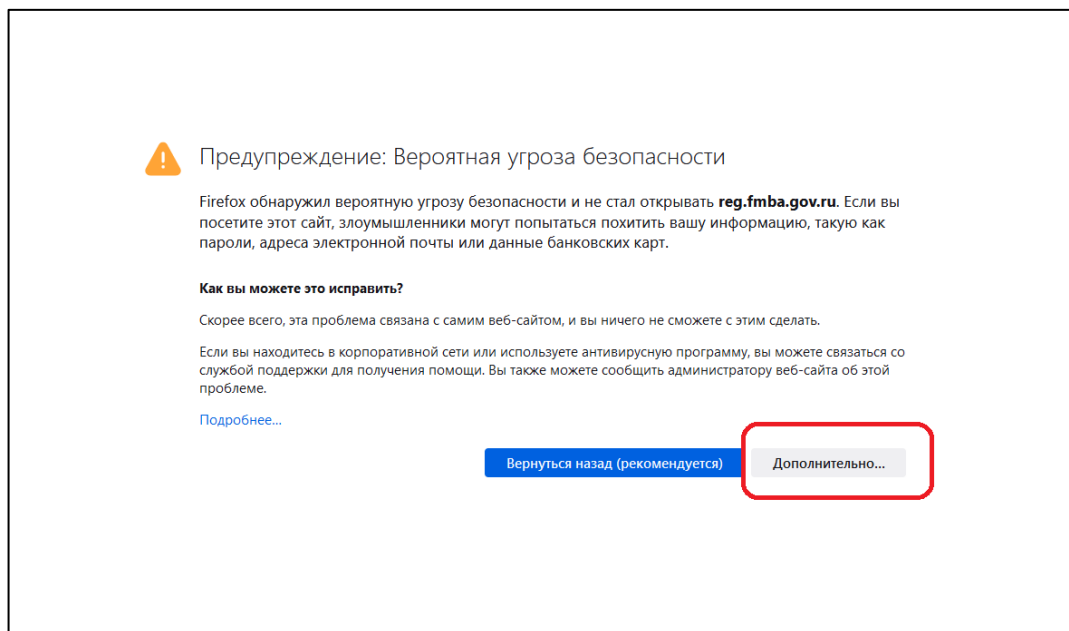 Предупреждение: Вероятная угроза безопасности
Firefox обнаружил вероятную угрозу безопасности и не стал открывать reg.fmba.gov.ru. Если вы
посетите этот сайт, злоумышленники могут попытаться похитить вашу информацию, такую как
пароли, адреса электронной почты или данные банковских карт.
Как вы можете это исправить?
Скорее всего, эта проблема связана с самим веб-сайтом, и вы ничего не сможете с этим сделать.
Если вы находитесь в корпоративной сети или используете антивирусную программу, вы можете связаться со
службой поддержки для получения помощи. Вы также можете сообщить администратору веб-сайта об этой
проблеме.
Подробнее...
Вернуться назад (рекомендуется)
Дополнительно...